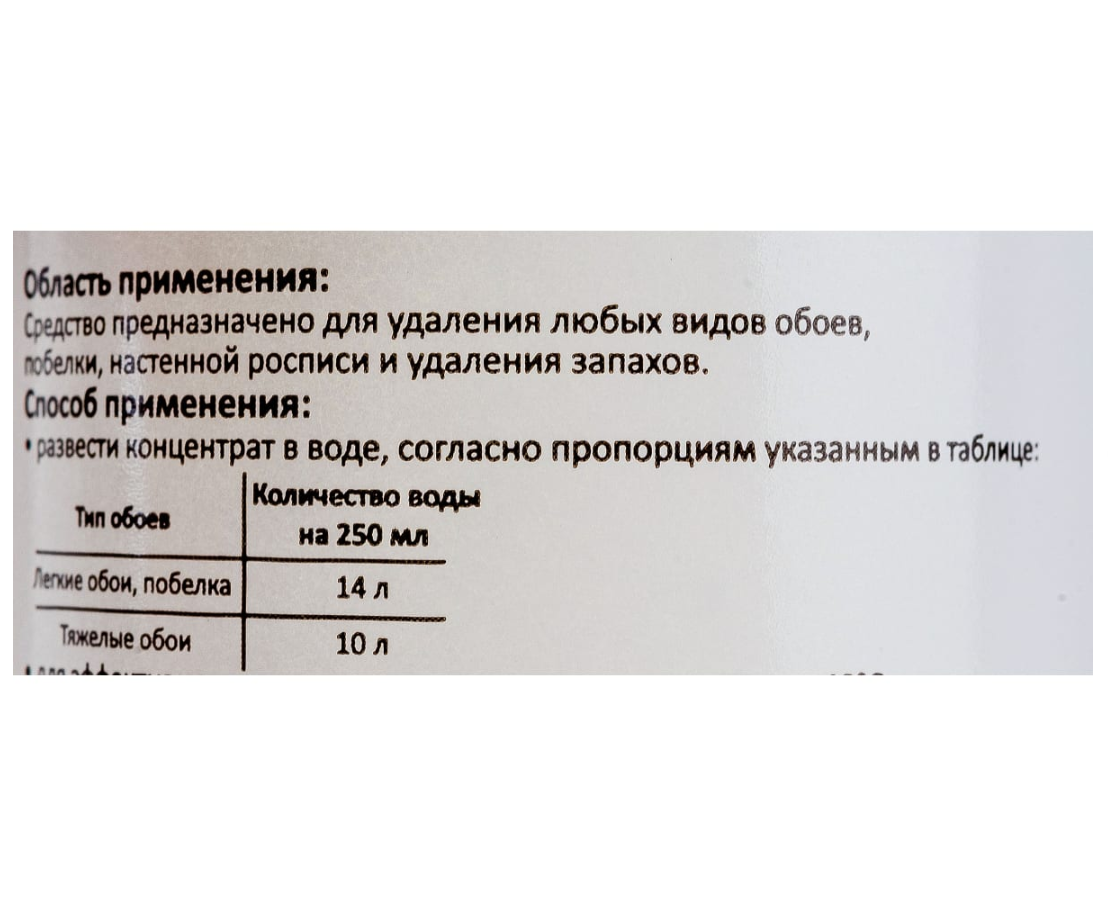 Область применения:
Средство предназначено для удаления любых видов обоев,
побелки, настенной росписи и удаления запахов.
Способ применения:
• развести концентрат в воде, согласно пропорциям указанным в таблице:
Тип обоев
Количество воды
на 250 мл
Легкие обои, побелка 14 л
Тяжелые обои 10 л